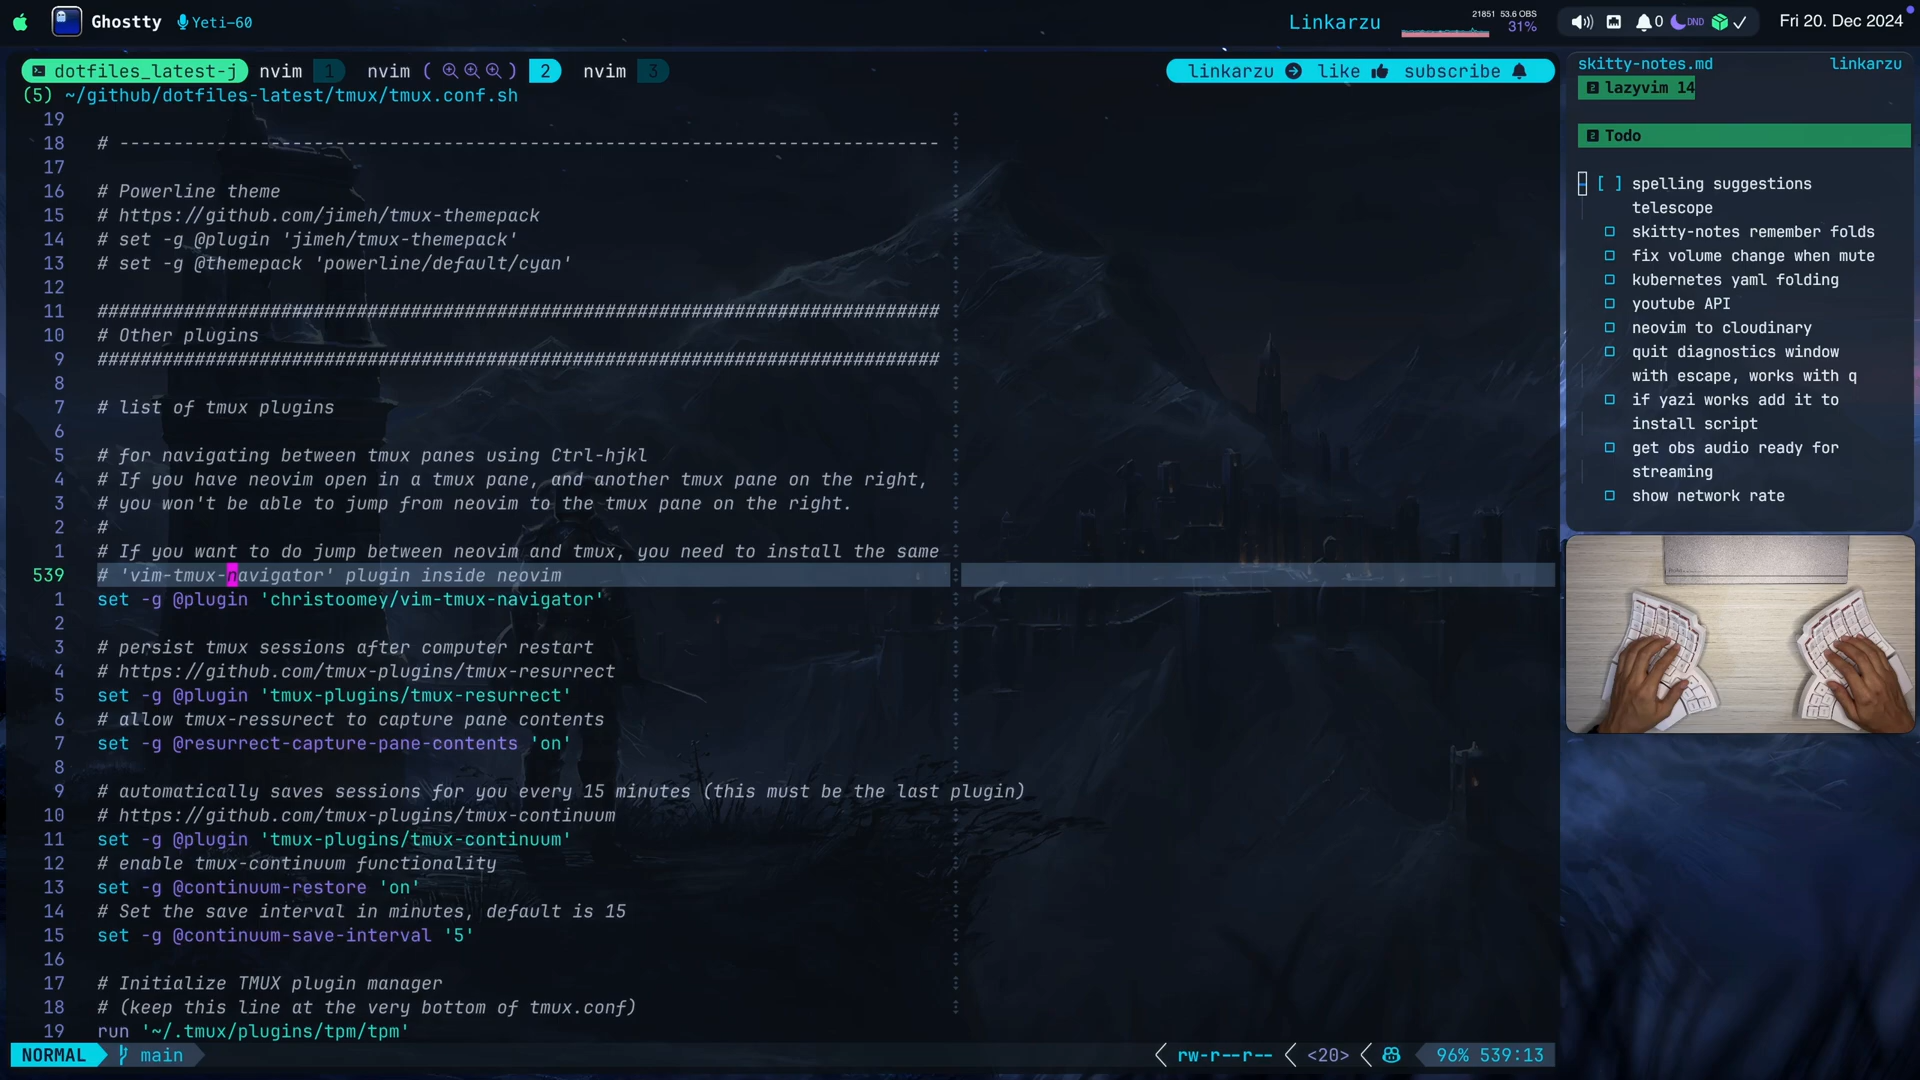 Ghostty Yeti-60 Linkarzu 21851 53.6 OBS 31% 0 DND Fri 20. Dec 2024
dotfiles_latest-j nvim 1 nvim ( ) 2 nvim 3 linkarzu like subscribe
(5) ~/github/dotfiles-latest/tmux/tmux.conf.sh
19
18 # ----------------------------------------------------------------------------
17
16 # Powerline theme
15 # https://github.com/jimeh/tmux-themepack
14 # set -g @plugin 'jimeh/tmux-themepack'
13 # set -g @themepack 'powerline/default/cyan'
12
11 ##############################################################################
10 # Other plugins
9 ##############################################################################
8
7 # list of tmux plugins
6
5 # for navigating between tmux panes using Ctrl-hjkl
4 # If you have neovim open in a tmux pane, and another tmux pane on the right,
3 # you won't be able to jump from neovim to the tmux pane on the right.
2 #
1 # If you want to do jump between neovim and tmux, you need to install the same
539 # 'vim-tmux-navigator' plugin inside neovim
1 set -g @plugin 'christoomey/vim-tmux-navigator'
2
3 # persist tmux sessions after computer restart
4 # https://github.com/tmux-plugins/tmux-resurrect
5 set -g @plugin 'tmux-plugins/tmux-resurrect'
6 # allow tmux-ressurect to capture pane contents
7 set -g @resurrect-capture-pane-contents 'on'
8
9 # automatically saves sessions for you every 15 minutes (this must be the last plugin)
10 # https://github.com/tmux-plugins/tmux-continuum
11 set -g @plugin 'tmux-plugins/tmux-continuum'
12 # enable tmux-continuum functionality
13 set -g @continuum-restore 'on'
14 # Set the save interval in minutes, default is 15
15 set -g @continuum-save-interval '5'
16
17 # Initialize TMUX plugin manager
18 # (keep this line at the very bottom of tmux.conf)
19 run '~/.tmux/plugins/tpm/tpm'
NORMAL main rw-r--r-- <20> 96% 539:13
skitty-notes.md linkarzu
2 lazyvim 14
2 Todo
[ ] spelling suggestions
telescope
skitty-notes remember folds
fix volume change when mute
kubernetes yaml folding
youtube API
neovim to cloudinary
quit diagnostics window
with escape, works with q
if yazi works add it to
install script
get obs audio ready for
streaming
show network rate